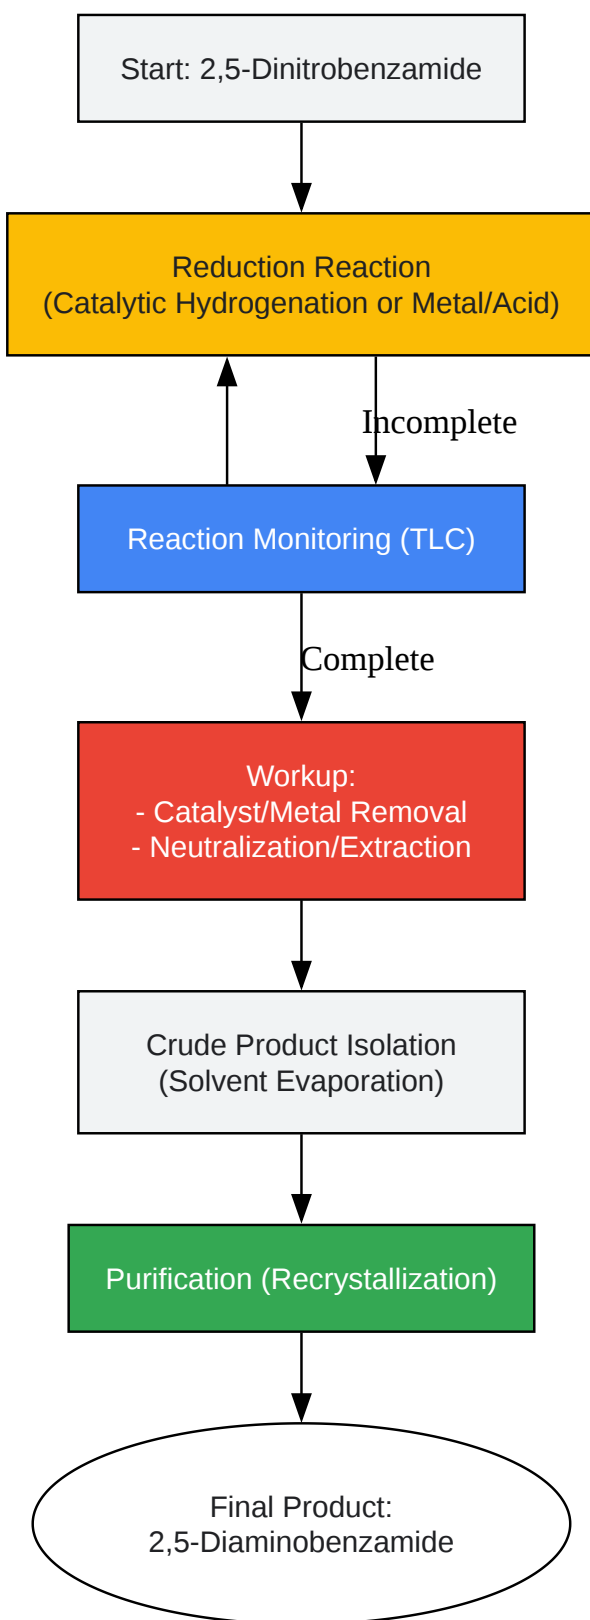 Start: 2,5-Dinitrobenzamide
Reduction Reaction
(Catalytic Hydrogenation or Metal/Acid)
Incomplete
Reaction Monitoring (TLC)
Complete
Workup:
- Catalyst/Metal Removal
- Neutralization/Extraction
Crude Product Isolation
(Solvent Evaporation)
Purification (Recrystallization)
Final Product:
2,5-Diaminobenzamide